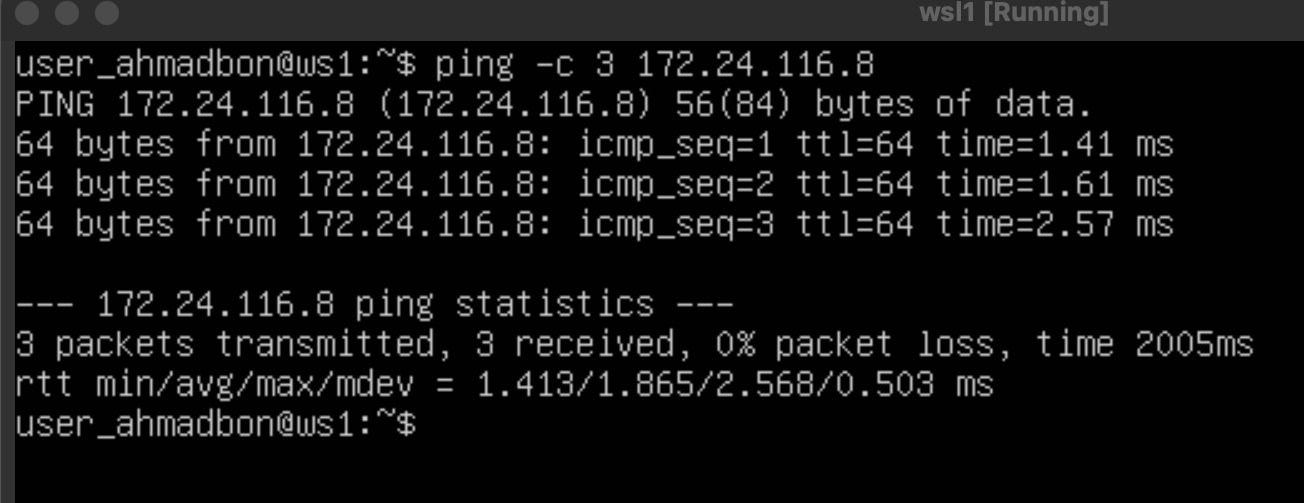 wsl1 [Running]
user_ahmadbon@ws1:~$ ping -c 3 172.24.116.8
PING 172.24.116.8 (172.24.116.8) 56(84) bytes of data.
64 bytes from 172.24.116.8: icmp_seq=1 ttl=64 time=1.41 ms
64 bytes from 172.24.116.8: icmp_seq=2 ttl=64 time=1.61 ms
64 bytes from 172.24.116.8: icmp_seq=3 ttl=64 time=2.57 ms
--- 172.24.116.8 ping statistics ---
3 packets transmitted, 3 received, 0% packet loss, time 2005ms
rtt min/avg/max/mdev = 1.413/1.865/2.568/0.503 ms
user_ahmadbon@ws1:~$